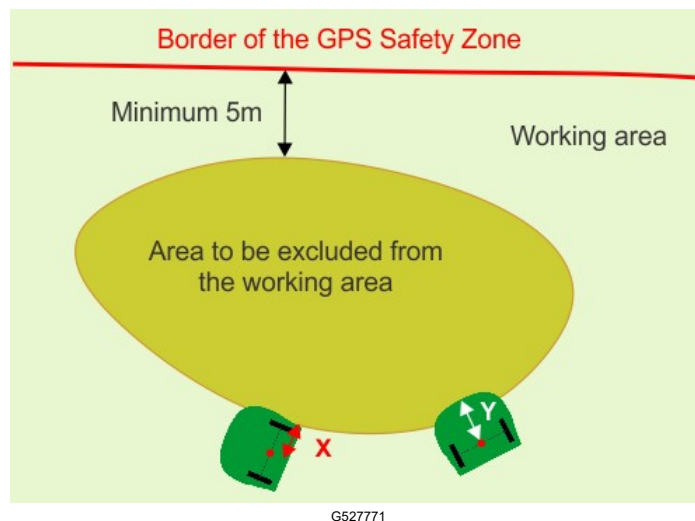 Border of the GPS Safety Zone
Minimum 5m
Working area
Area to be excluded from
the working area
X
Y
G527771